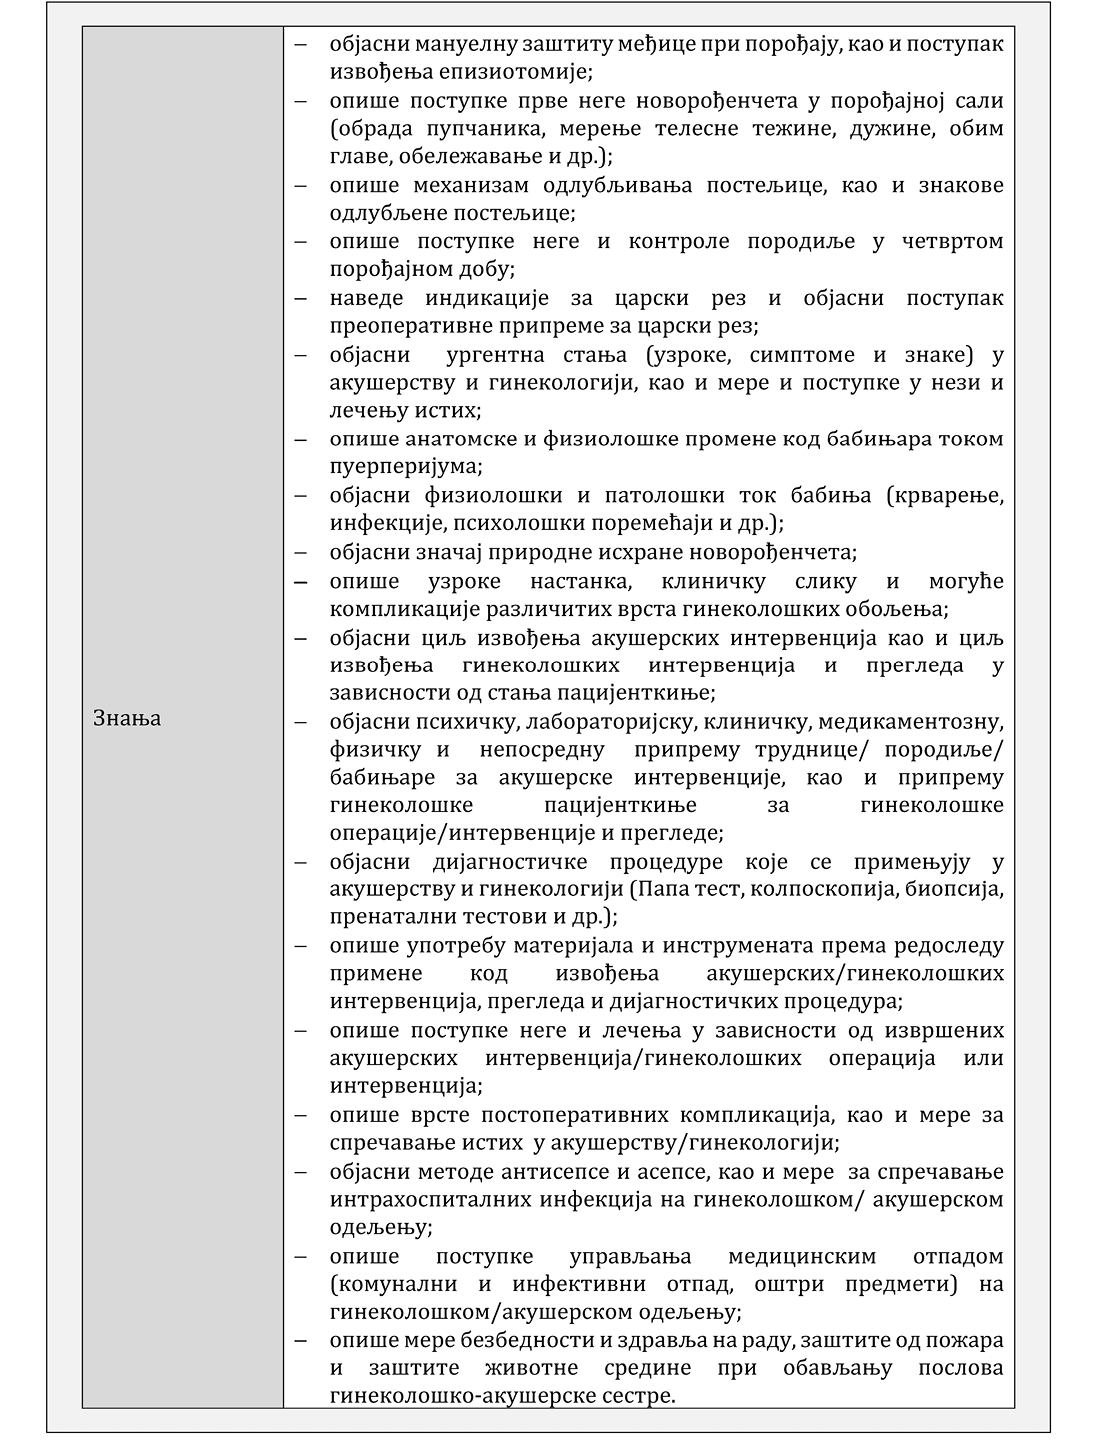 Знања
– објасни мануелну заштиту међице при порођају, као и поступак
извођења епизиотомије;
– опише поступке прве неге новорођенчета у порођајној сали
(обрада пупчаника, мерење телесне тежине, дужине, обим
главе, обележавање и др.);
– опише механизам одлубљивања постељице, као и знакове
одлубљене постељице;
– опише поступке неге и контроле породиље у четвртом
порођајном добу;
– наведе индикације за царски рез и објасни поступак
преоперативне припреме за царски рез;
– објасни ургентна стања (узроке, симптоме и знаке) у
акушерству и гинекологији, као и мере и поступке у нези и
лечењу истих;
– опише анатомске и физиолошке промене код бабињара током
пуерперијума;
– објасни физиолошки и патолошки ток бабиња (крварење,
инфекције, психолошки поремећаји и др.);
– објасни значај природне исхране новорођенчета;
– опише узроке настанка, клиничку слику и могуће
компликације различитих врста гинеколошких обољења;
– објасни циљ извођења акушерских интервенција као и циљ
извођења гинеколошких интервенција и прегледа у
зависности од стања пацијенткиње;
– објасни психичку, лабораторијску, клиничку, медикаментозну,
физичку и непосредну припрему труднице/ породиље/
бабињаре за акушерске интервенције, као и припрему
гинеколошке пацијенткиње за гинеколошке
операције/интервенције и прегледе;
– објасни дијагностичке процедуре које се примењују у
акушерству и гинекологији (Папа тест, колпоскопија, биопсија,
пренатални тестови и др.);
– опише употребу материјала и инструмената према редоследу
примене код извођења акушерских/гинеколошких
интервенција, прегледа и дијагностичких процедура;
– опише поступке неге и лечења у зависности од извршених
акушерских интервенција/гинеколошких операција или
интервенција;
– опише врсте постоперативних компликација, као и мере за
спречавање истих у акушерству/гинекологији;
– објасни методе антисепсе и асепсе, као и мере за спречавање
интрахоспиталних инфекција на гинеколошком/ акушерском
одељењу;
– опише поступке управљања медицинским отпадом
(комунални и инфективни отпад, оштри предмети) на
гинеколошком/акушерском одељењу;
– опише мере безбедности и здравља на раду, заштите од пожара
и заштите животне средине при обављању послова
гинеколошко-акушерске сестре.